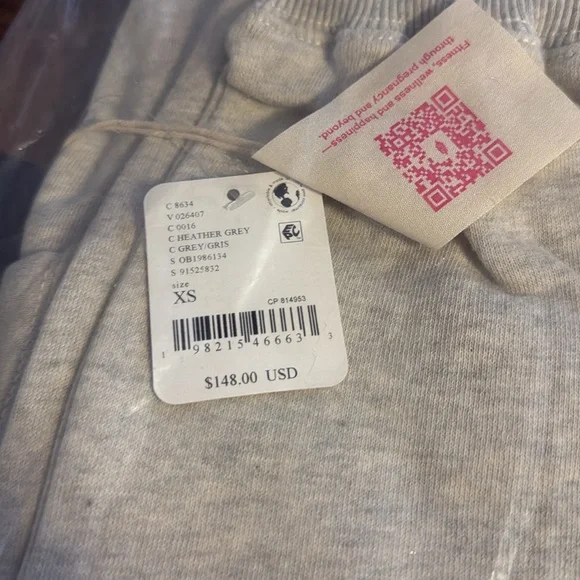 Fitness, wellness and happiness—
through pregnancy and beyond.
C 8634
V 026407
C 0016
C HEATHER GREY
C GREY/GRIS
S OB1986134
S 91525832
size
XS
CP 814953
1 98215 46663 3
$148.00 USD